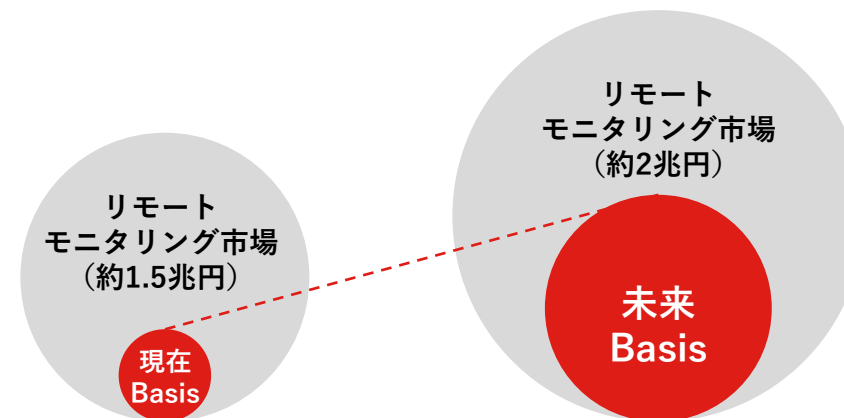 リモート
モニタリング市場
（約1.5兆円）
現在
Basis
リモート
モニタリング市場
（約2兆円）
未来
Basis